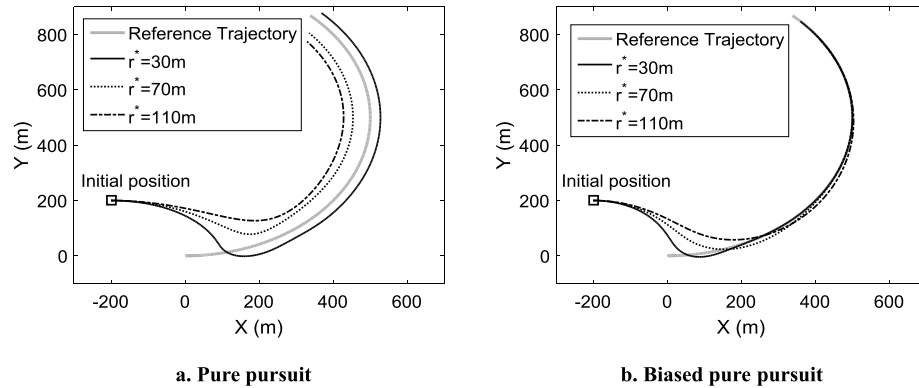 Reference Trajectory
r*=30m
r*=70m
r*=110m
Initial position
Y (m)
800
600
400
200
0
-200 0 200 400 600
X (m)
a. Pure pursuit
Reference Trajectory
r*=30m
r*=70m
r*=110m
Initial position
Y (m)
800
600
400
200
0
-200 0 200 400 600
X (m)
b. Biased pure pursuit